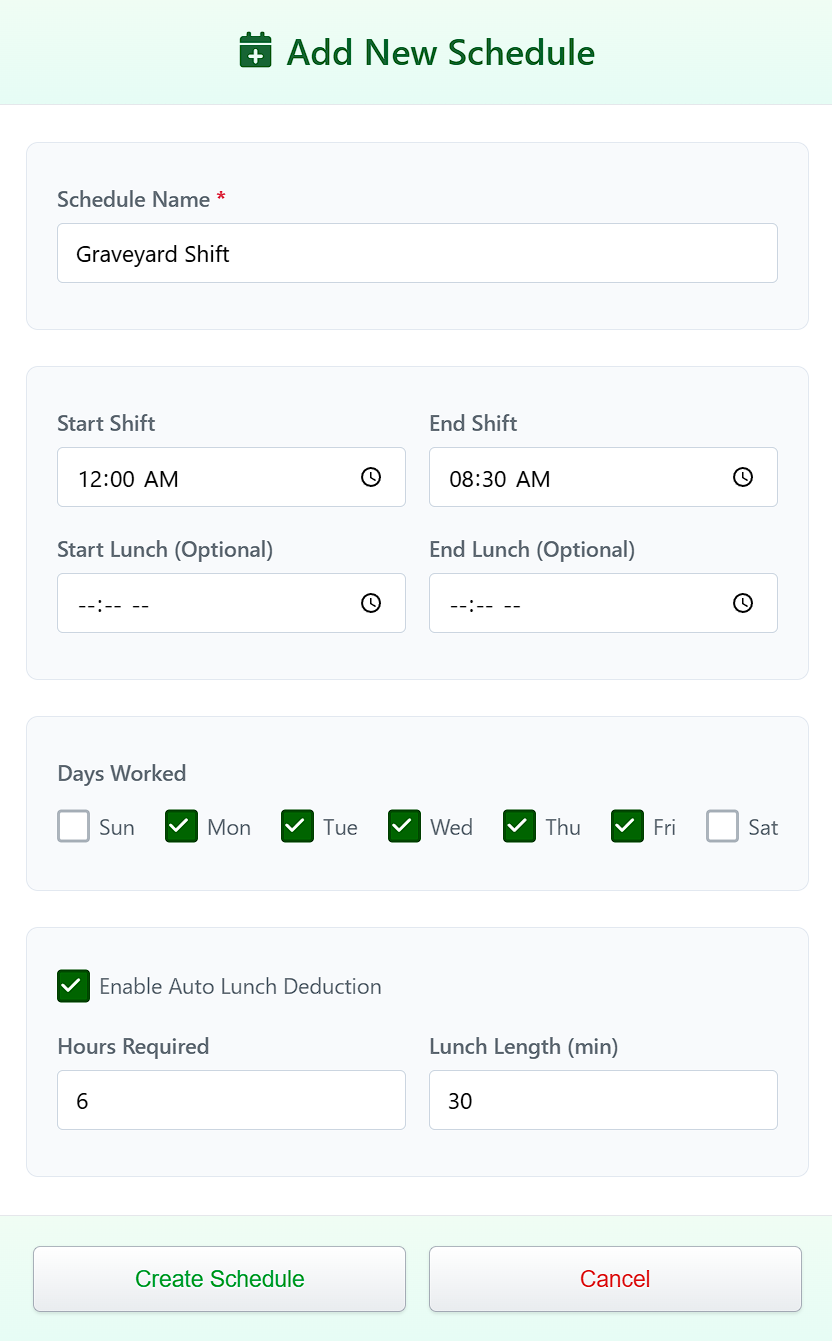 Add New Schedule
Schedule Name *
Graveyard Shift
Start Shift End Shift
12:00 AM 08:30 AM
Start Lunch (Optional) End Lunch (Optional)
--:-- -- --:-- --
Days Worked
Sun Mon Tue Wed Thu Fri Sat
Enable Auto Lunch Deduction
Hours Required Lunch Length (min)
6 30
Create Schedule Cancel